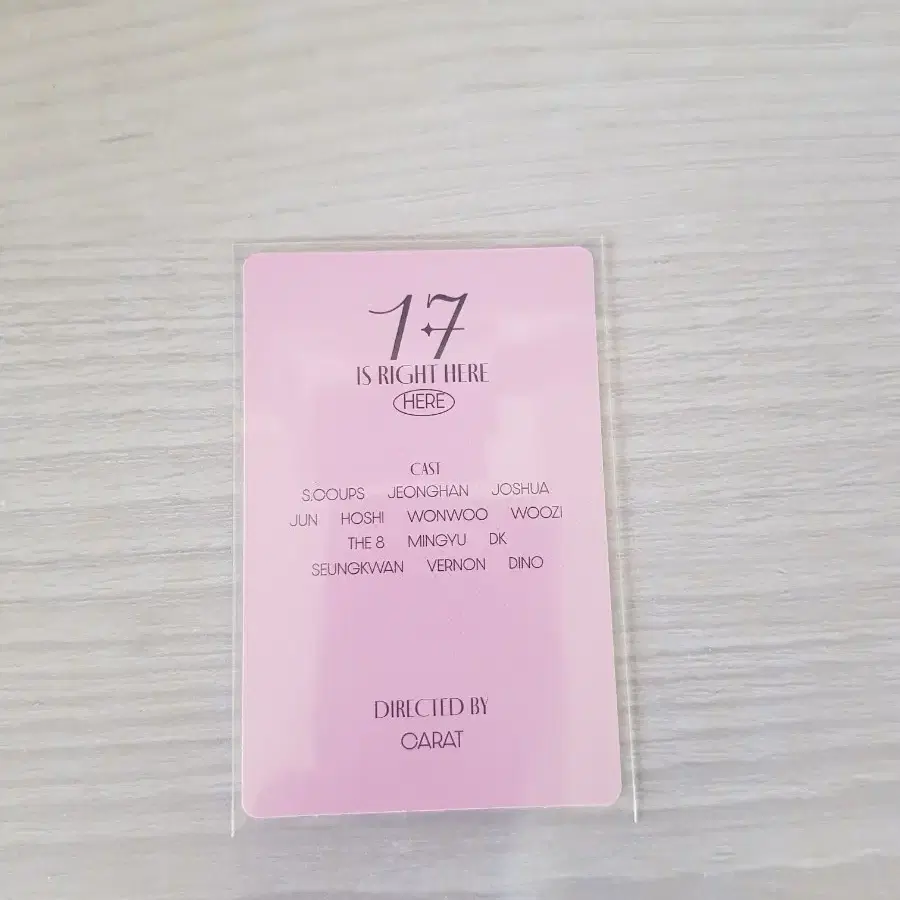 17
IS RIGHT HERE
HERE
CAST
S.COUPS JEONGHAN JOSHUA
JUN HOSHI WONWOO WOOZI
THE 8 MINGYU DK
SEUNGKWAN VERNON DINO
DIRECTED BY
CARAT